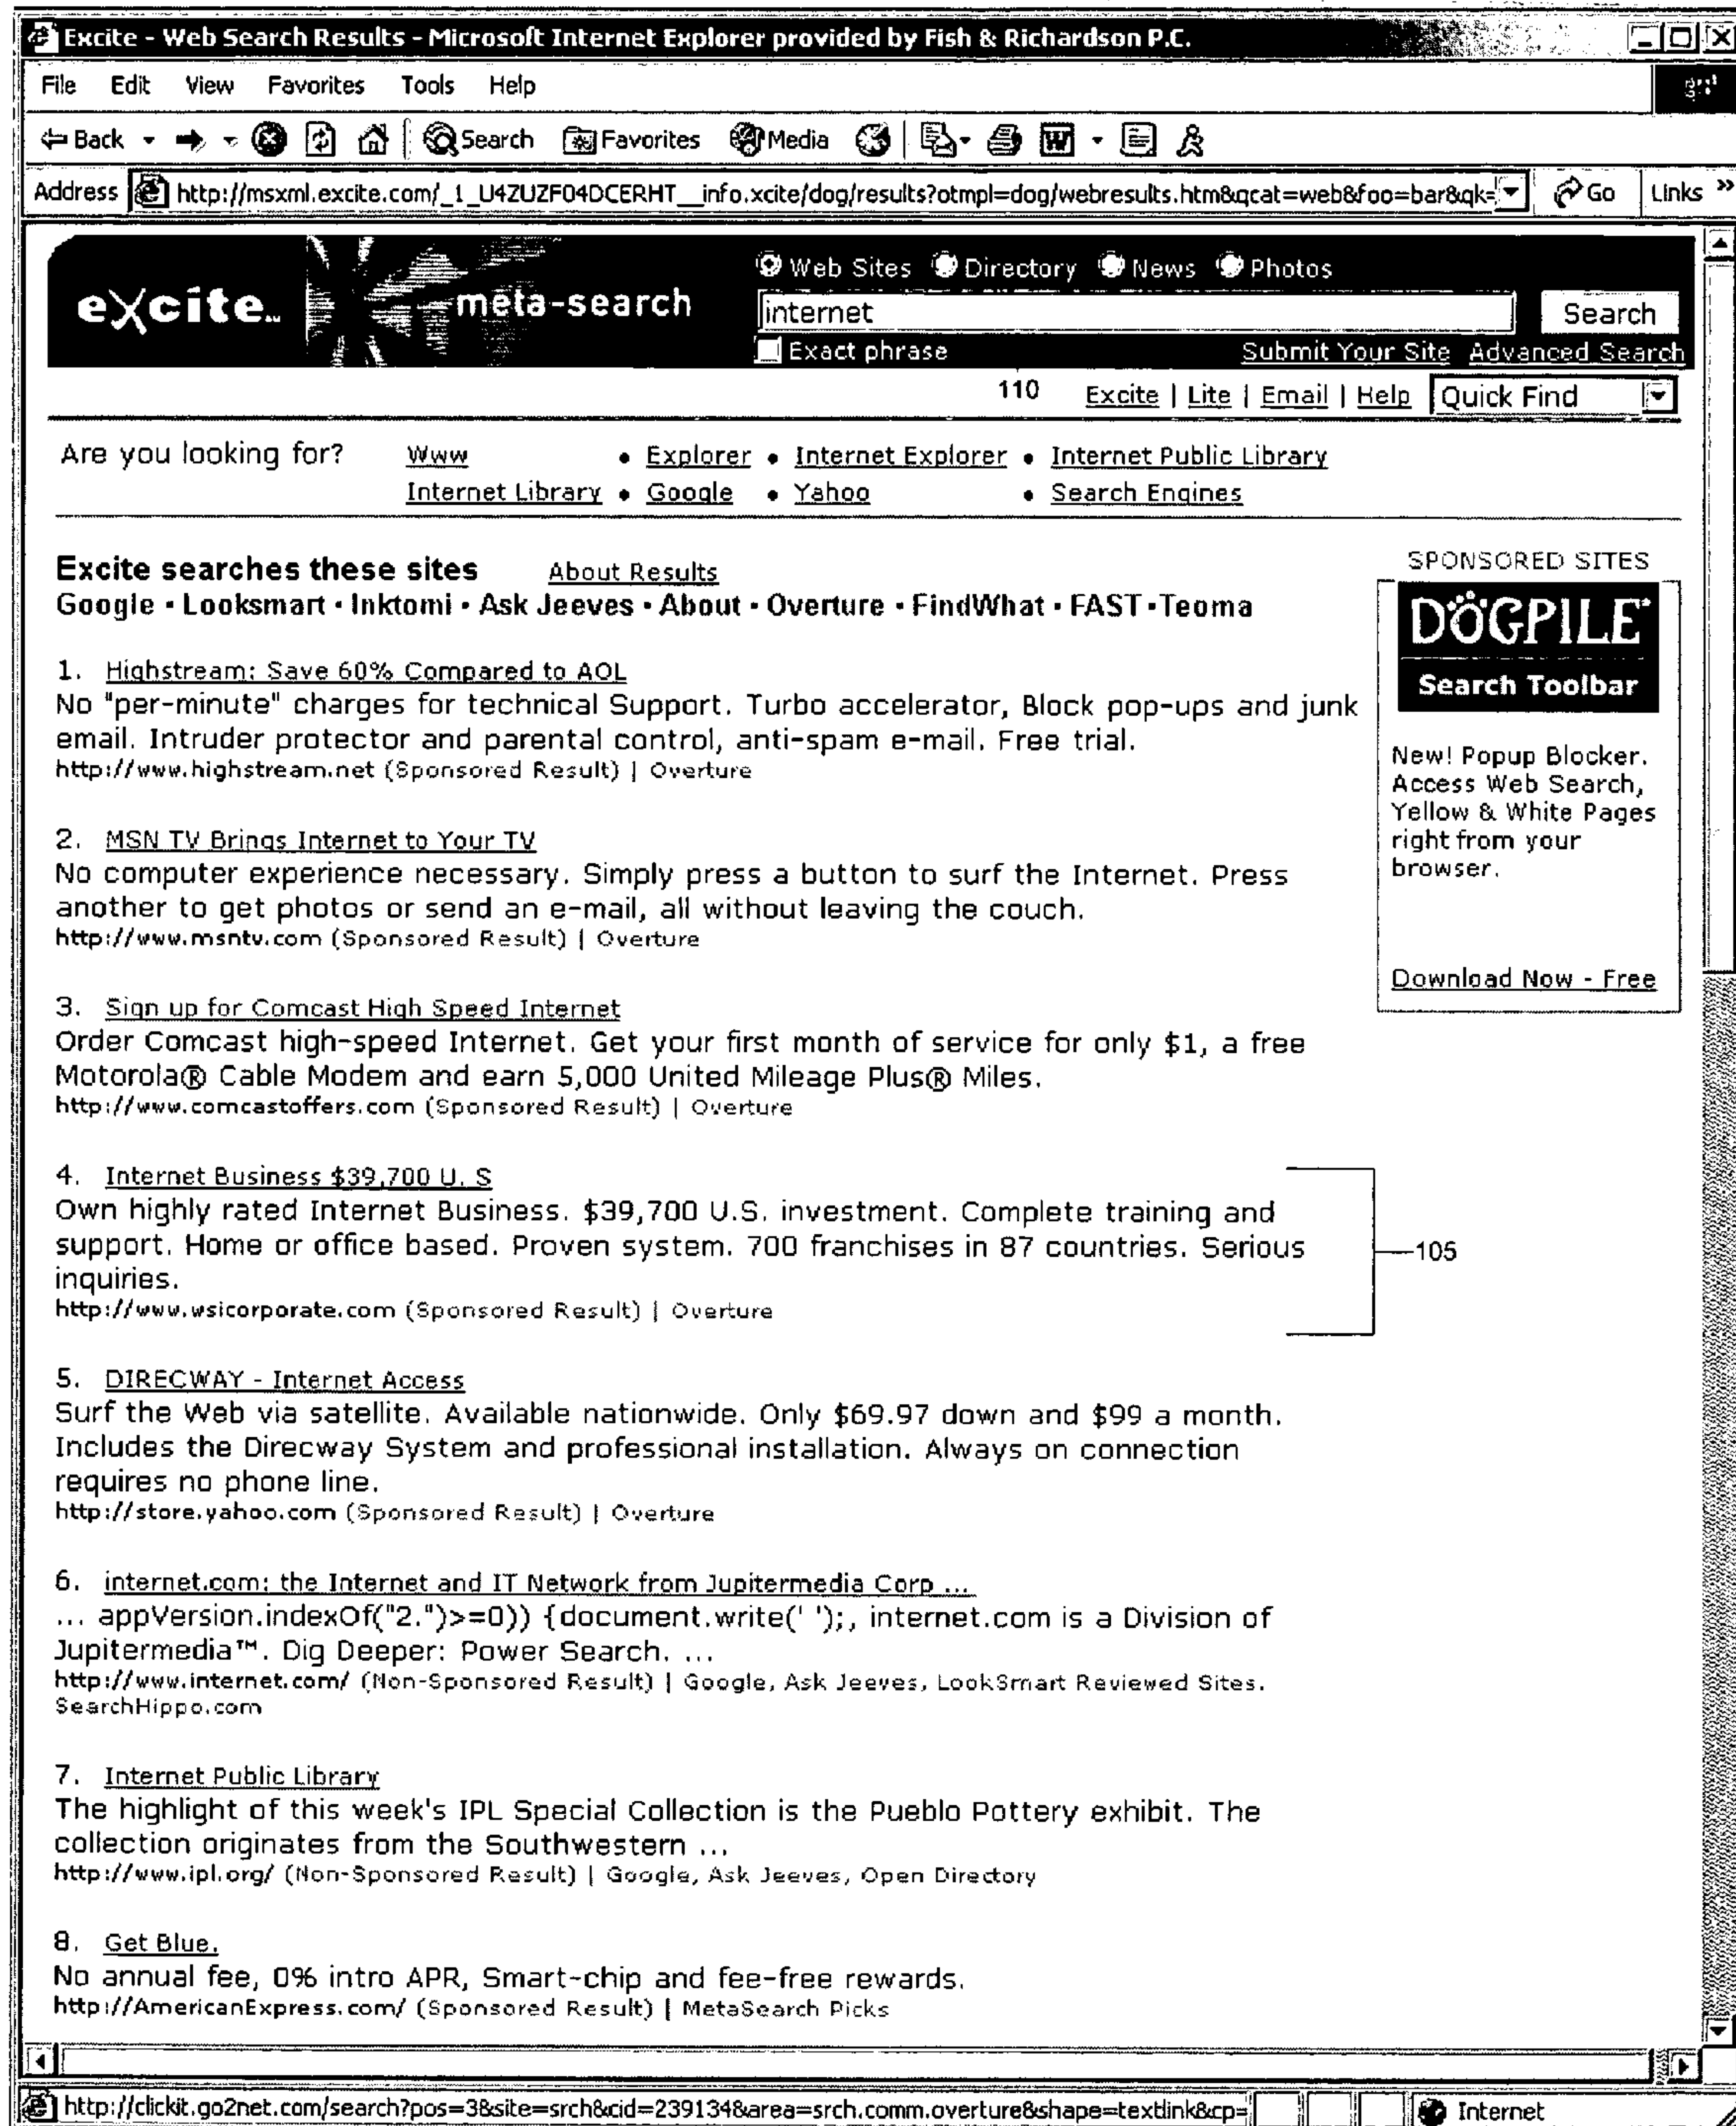 Excite - Web Search Results - Microsoft Internet Explorer provided by Fish & Richardson P.C.
File Edit View Favorites Tools Help
Back Search Favorites Media
Address http://msxml.excite.com/_1_U4ZUZF04DCERHT__info.xcite/dog/results?otmpl=dog/webresults.htm&qcat=web&foo=bar&qk= Go Links »
Web Sites Directory News Photos
excite meta-search internet Search
Exact phrase Submit Your Site Advanced Search
110 Excite | Lite | Email | Help Quick Find
Are you looking for? Www • Explorer • Internet Explorer • Internet Public Library
Internet Library • Google • Yahoo • Search Engines
Excite searches these sites About Results
Google ▪ Looksmart ▪ Inktomi ▪ Ask Jeeves ▪ About ▪ Overture ▪ FindWhat ▪ FAST ▪ Teoma
SPONSORED SITES
DÖGPILE
Search Toolbar
New! Popup Blocker.
Access Web Search,
Yellow & White Pages
right from your
browser.
Download Now - Free
1. Highstream: Save 60% Compared to AOL
No "per-minute" charges for technical Support. Turbo accelerator, Block pop-ups and junk
email. Intruder protector and parental control, anti-spam e-mail. Free trial.
http://www.highstream.net (Sponsored Result) | Overture
2. MSN TV Brings Internet to Your TV
No computer experience necessary. Simply press a button to surf the Internet. Press
another to get photos or send an e-mail, all without leaving the couch.
http://www.msntv.com (Sponsored Result) | Overture
3. Sign up for Comcast High Speed Internet
Order Comcast high-speed Internet. Get your first month of service for only $1, a free
Motorola® Cable Modem and earn 5,000 United Mileage Plus® Miles.
http://www.comcastoffers.com (Sponsored Result) | Overture
4. Internet Business $39,700 U. S
Own highly rated Internet Business. $39,700 U.S. investment. Complete training and
support. Home or office based. Proven system. 700 franchises in 87 countries. Serious
inquiries.
http://www.wsicorporate.com (Sponsored Result) | Overture
105
5. DIRECWAY - Internet Access
Surf the Web via satellite. Available nationwide. Only $69.97 down and $99 a month.
Includes the Direcway System and professional installation. Always on connection
requires no phone line.
http://store.yahoo.com (Sponsored Result) | Overture
6. internet.com: the Internet and IT Network from Jupitermedia Corp ...
... appVersion.indexOf("2.")>=0)) {document.write(' ');, internet.com is a Division of
Jupitermedia™. Dig Deeper: Power Search. ...
http://www.internet.com/ (Non-Sponsored Result) | Google, Ask Jeeves, LookSmart Reviewed Sites.
SearchHippo.com
7. Internet Public Library
The highlight of this week's IPL Special Collection is the Pueblo Pottery exhibit. The
collection originates from the Southwestern ...
http://www.ipl.org/ (Non-Sponsored Result) | Google, Ask Jeeves, Open Directory
8. Get Blue.
No annual fee, 0% intro APR, Smart-chip and fee-free rewards.
http://AmericanExpress.com/ (Sponsored Result) | MetaSearch Picks
http://clickit.go2net.com/search?pos=3&site=srch&cid=239134&area=srch.comm.overture&shape=textlink&cp= Internet